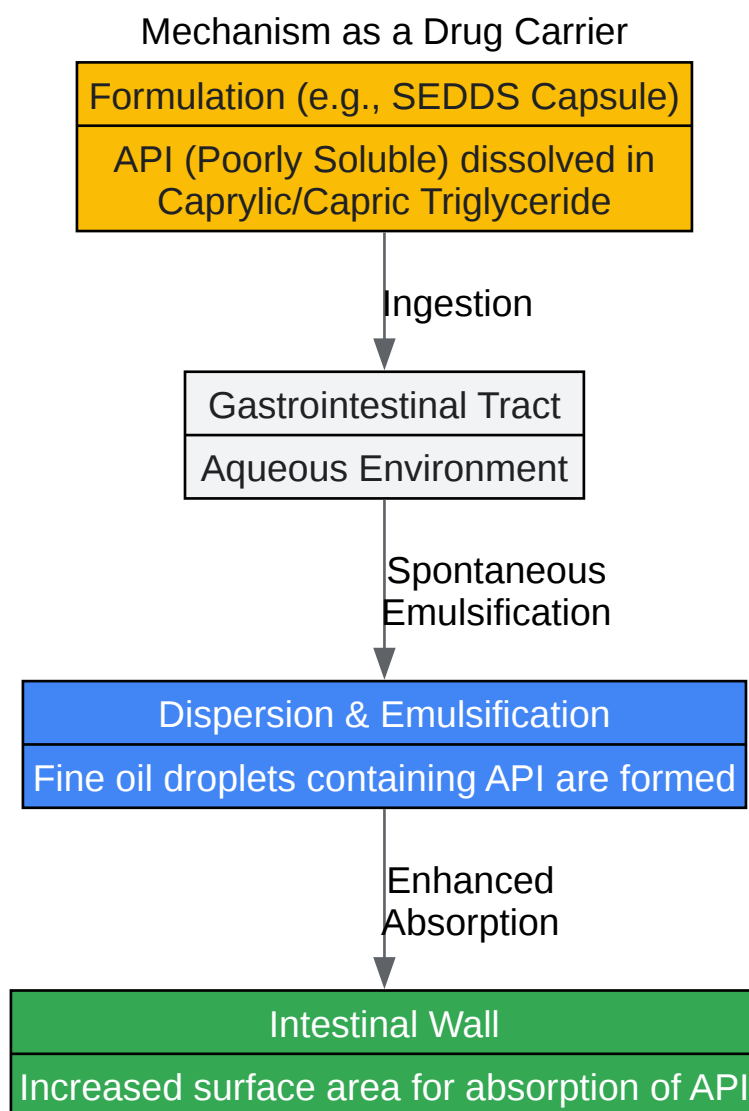 Mechanism as a Drug Carrier
Formulation (e.g., SEDDS Capsule)
API (Poorly Soluble) dissolved in
Caprylic/Capric Triglyceride
Ingestion
Gastrointestinal Tract
Aqueous Environment
Spontaneous
Emulsification
Dispersion & Emulsification
Fine oil droplets containing API are formed
Enhanced
Absorption
Intestinal Wall
Increased surface area for absorption of API